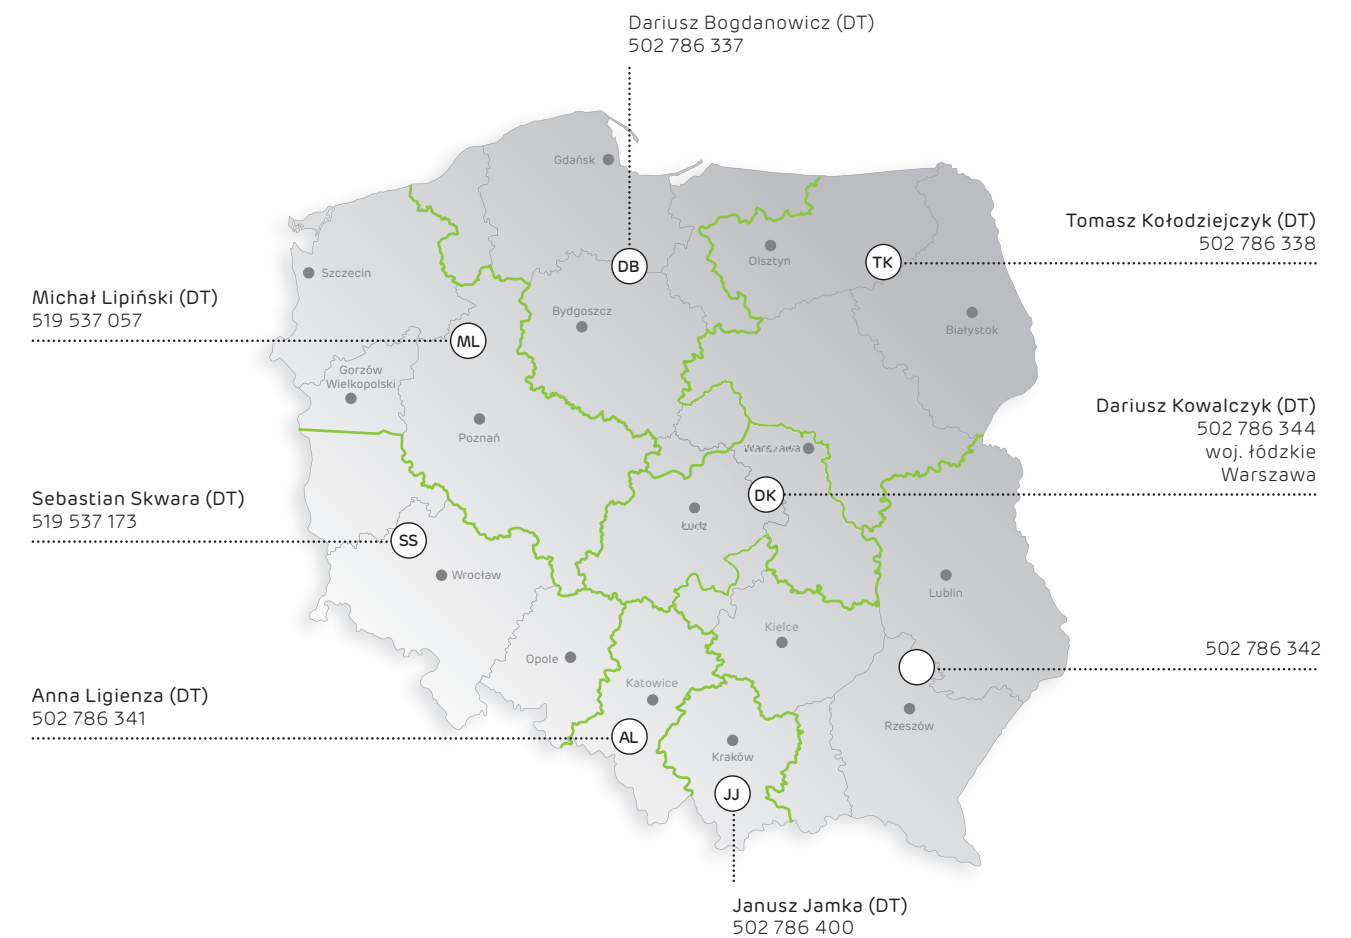 Dariusz Bogdanowicz (DT)
502 786 337
Gdańsk
Tomasz Kołodziejczyk (DT)
502 786 338
Olsztyn
TK
DB
Szczecin
Michał Lipiński (DT)
519 537 057
Bydgoszcz
Białystok
ML
Gorzów
Wielkopolski
Dariusz Kowalczyk (DT)
502 786 344
woj. łódzkie
Warszawa
Poznań
Warszawa
Sebastian Skwara (DT)
519 537 173
DK
Łódź
SS
Wrocław
Lublin
Kielce
502 786 342
Opole
Katowice
Anna Ligienza (DT)
502 786 341
Rzeszów
AL
Kraków
JJ
Janusz Jamka (DT)
502 786 400